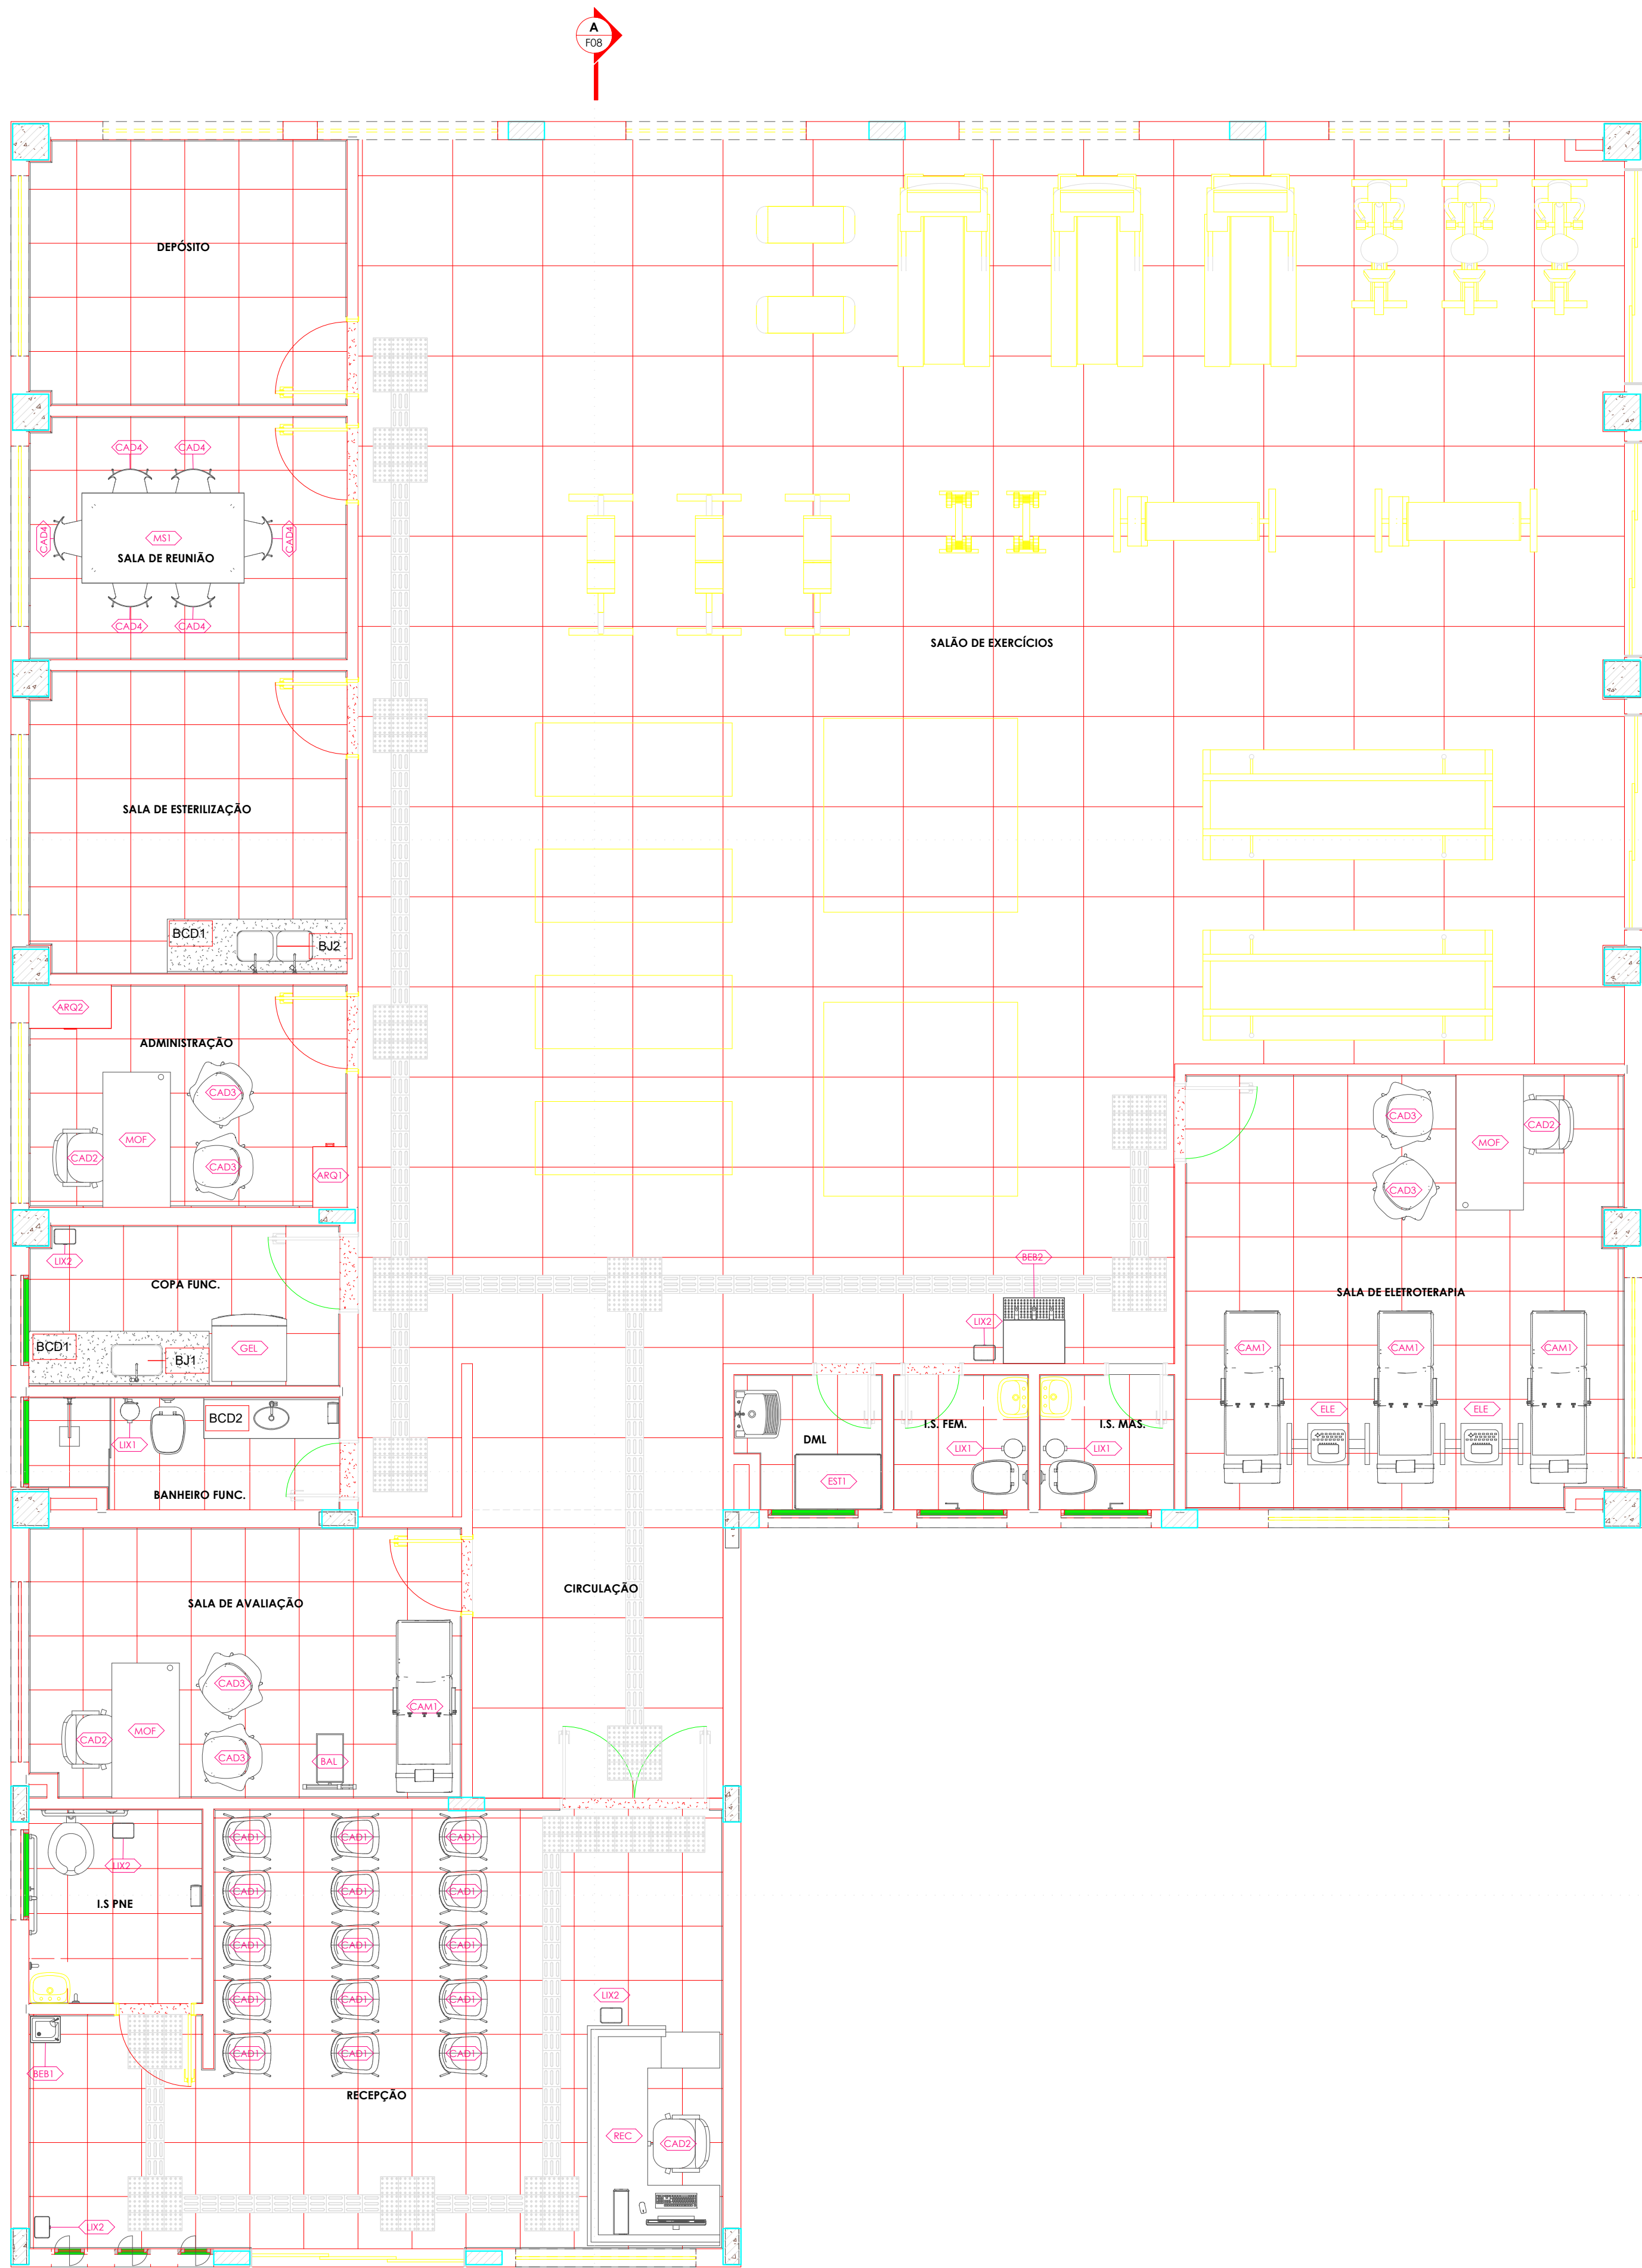 A
F08
DEPÓSITO
CAD4
CAD4
CAD4
MS1
CAD4
SALA DE REUNIÃO
CAD4
CAD4
SALÃO DE EXERCÍCIOS
SALA DE ESTERILIZAÇÃO
BCD1
BJ2
ARQ2
ADMINISTRAÇÃO
CAD3
MOF
CAD2
CAD3
ARQ1
CAD3
MOF
CAD2
CAD3
LIX2
COPA FUNC.
BCD1
BJ1
GEL
BEB2
LIX2
SALA DE ELETROTERAPIA
CAM1
CAM1
CAM1
ELE
ELE
BCD2
LIX1
BANHEIRO FUNC.
DML
EST1
I.S. FEM.
LIX1
I.S. MAS.
LIX1
SALA DE AVALIAÇÃO
CIRCULAÇÃO
CAD3
CAM1
MOF
CAD2
CAD3
BAL
CAD1
CAD1
CAD1
LIX2
I.S PNE
CAD1
CAD1
CAD1
CAD1
CAD1
CAD1
CAD1
CAD1
CAD1
LIX2
CAD1
CAD1
CAD1
BEB1
RECEPÇÃO
REC
CAD2
LIX2